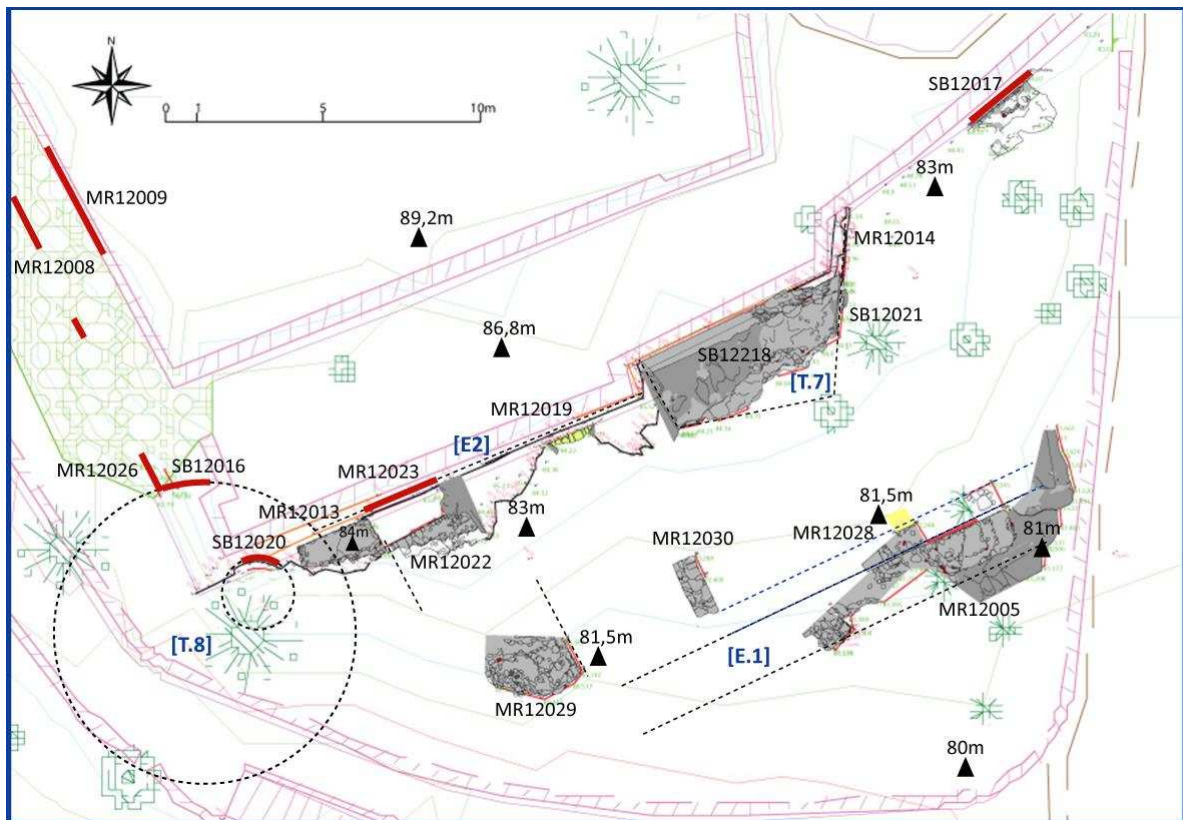 N
0 1 5 10m
SB12017
83m
MR12009
MR12008
89,2m
MR12014
SB12021
86,8m
SB12218
[T.7]
MR12019
[E2]
MR12026
SB12016
MR12023
MR12013
84m
SB12020
83m
MR12022
81,5m
MR12028
81m
MR12030
MR12005
[T.8]
81,5m
[E.1]
MR12029
80m